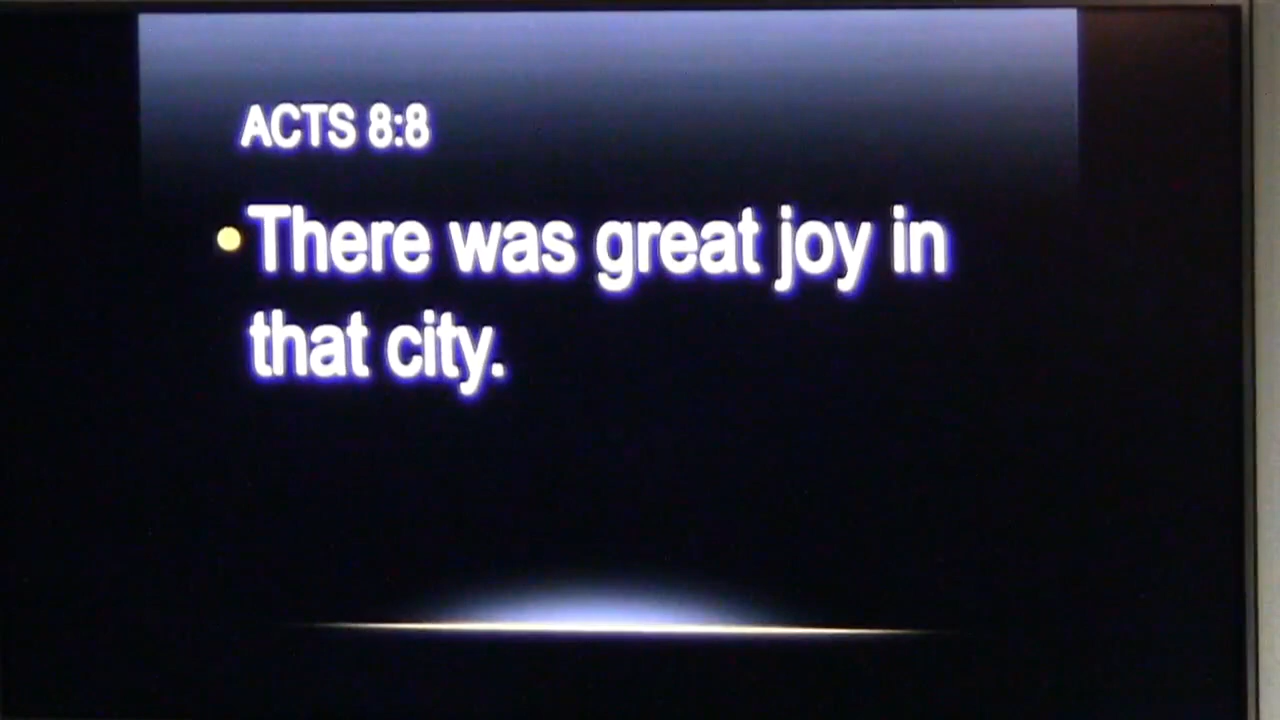 ACTS 8:8
• There was great joy in
that city.